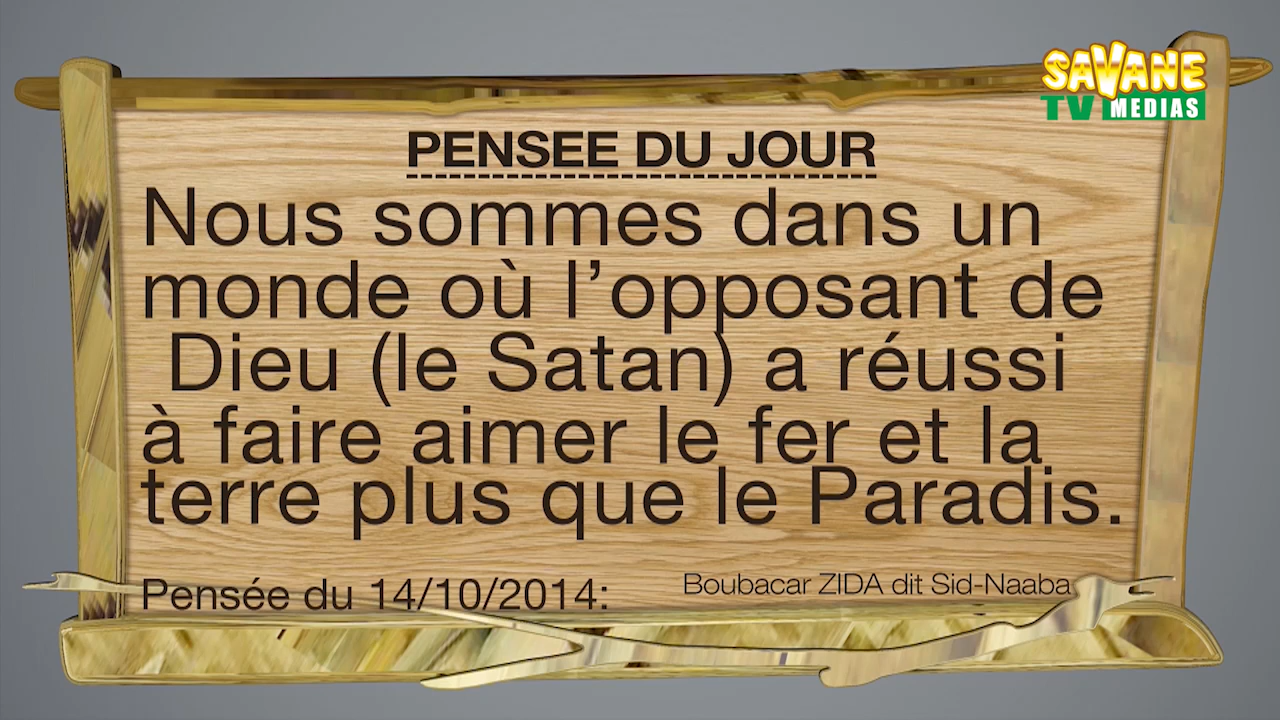 SAVANE
TV MEDIAS
PENSEE DU JOUR
Nous sommes dans un
monde où l’opposant de
Dieu (le Satan) a réussi
à faire aimer le fer et la
terre plus que le Paradis.
Pensée du 14/10/2014:
Boubacar ZIDA dit Sid-Naaba